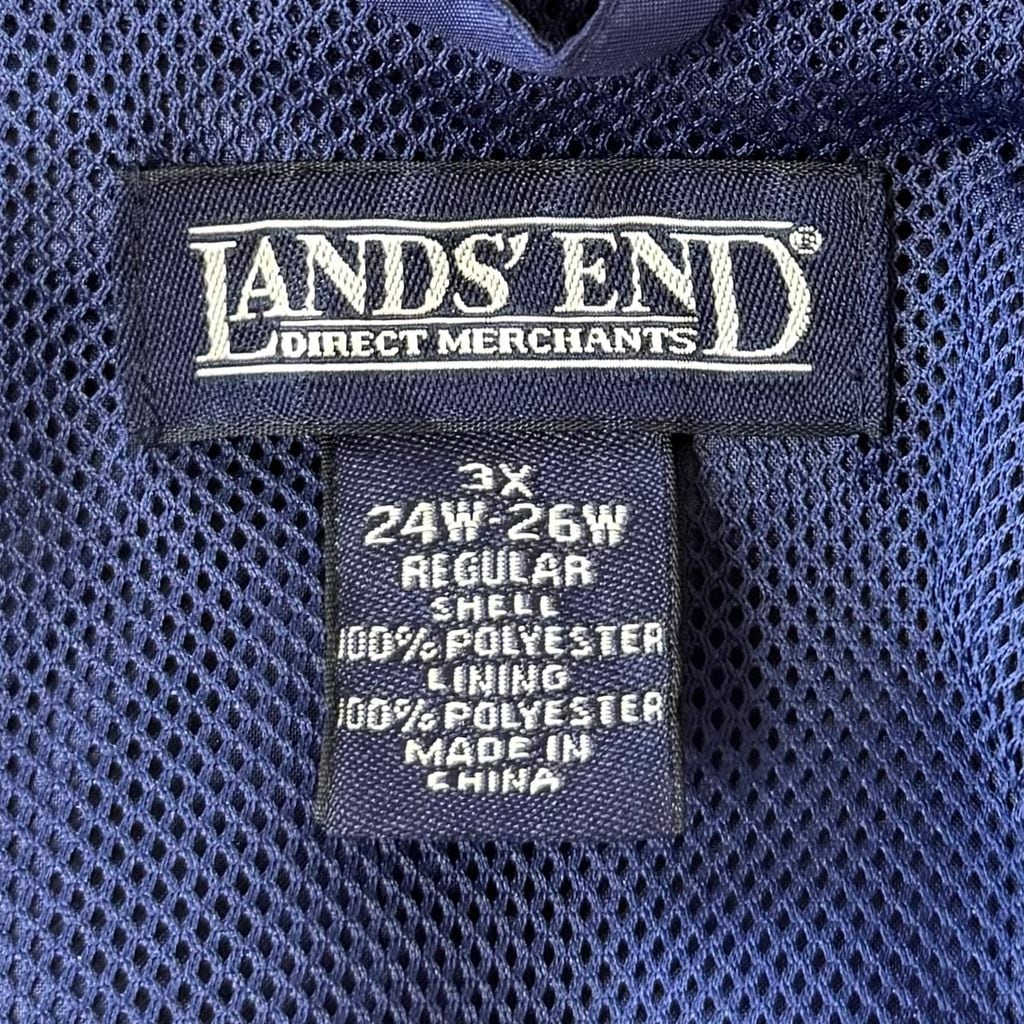 LANDS' END®
DIRECT MERCHANTS
3X
24W-26W
REGULAR
SHELL
100% POLYESTER
LINING
100% POLYESTER
MADE IN
CHINA